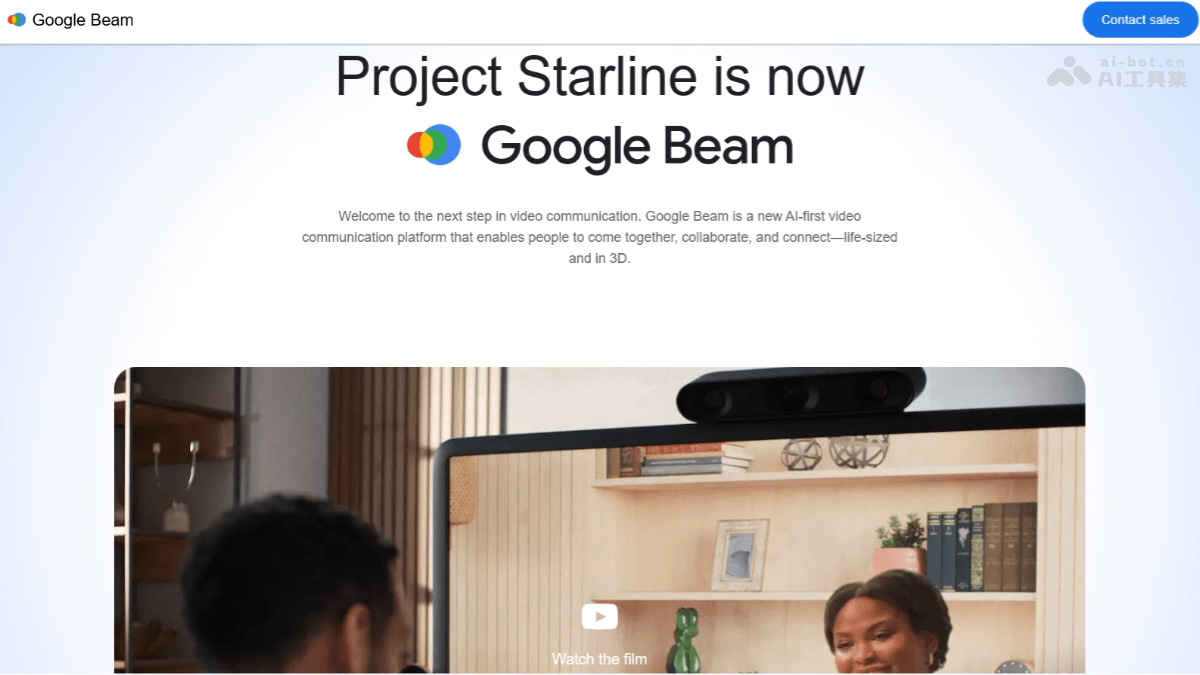 Google Beam
Contact sales
ai-bot.cn
AI工具集
Project Starline is now
Google Beam
Welcome to the next step in video communication. Google Beam is a new AI-first video
communication platform that enables people to come together, collaborate, and connect—life-sized
and in 3D.
Watch the film